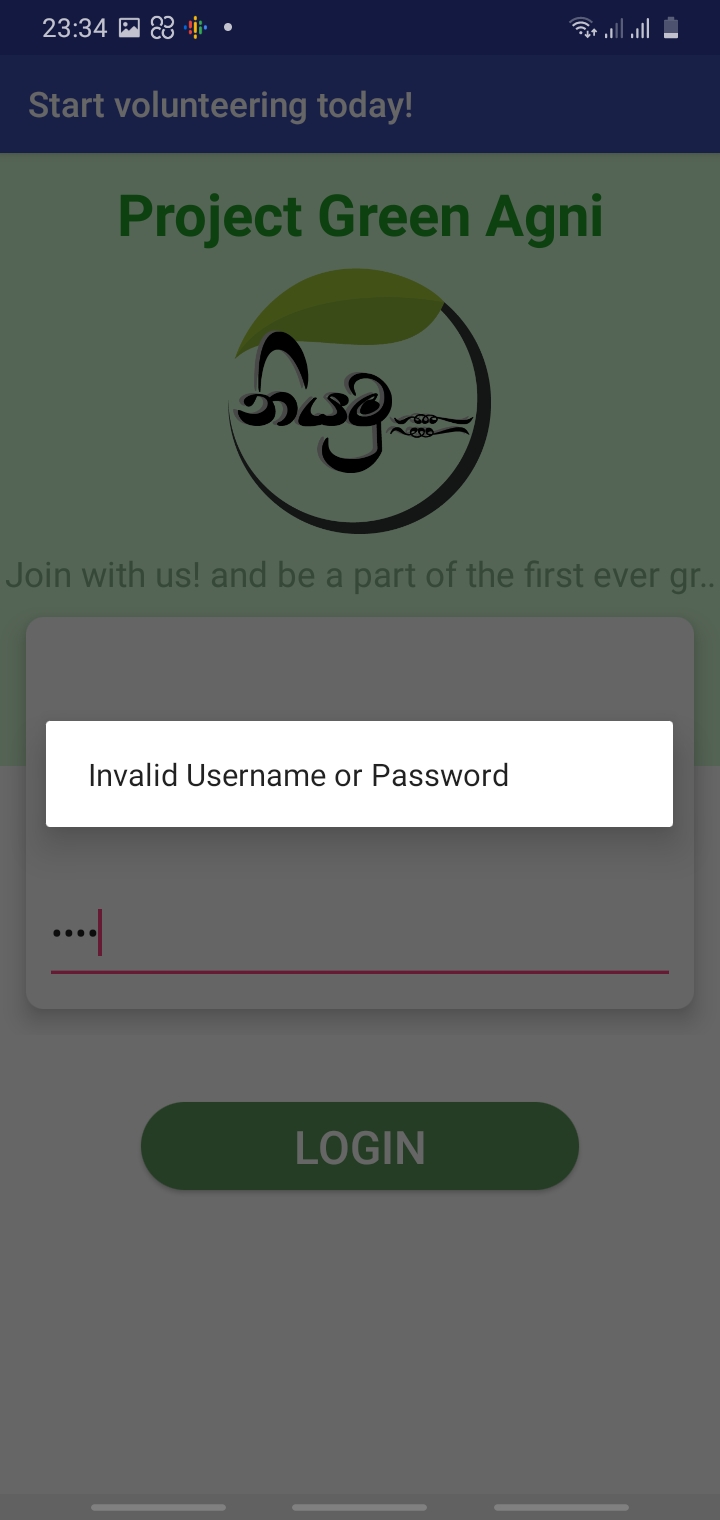 23:34
Start volunteering today!
Project Green Agni
නියමු
Join with us! and be a part of the first ever gr..
Invalid Username or Password
••••
LOGIN